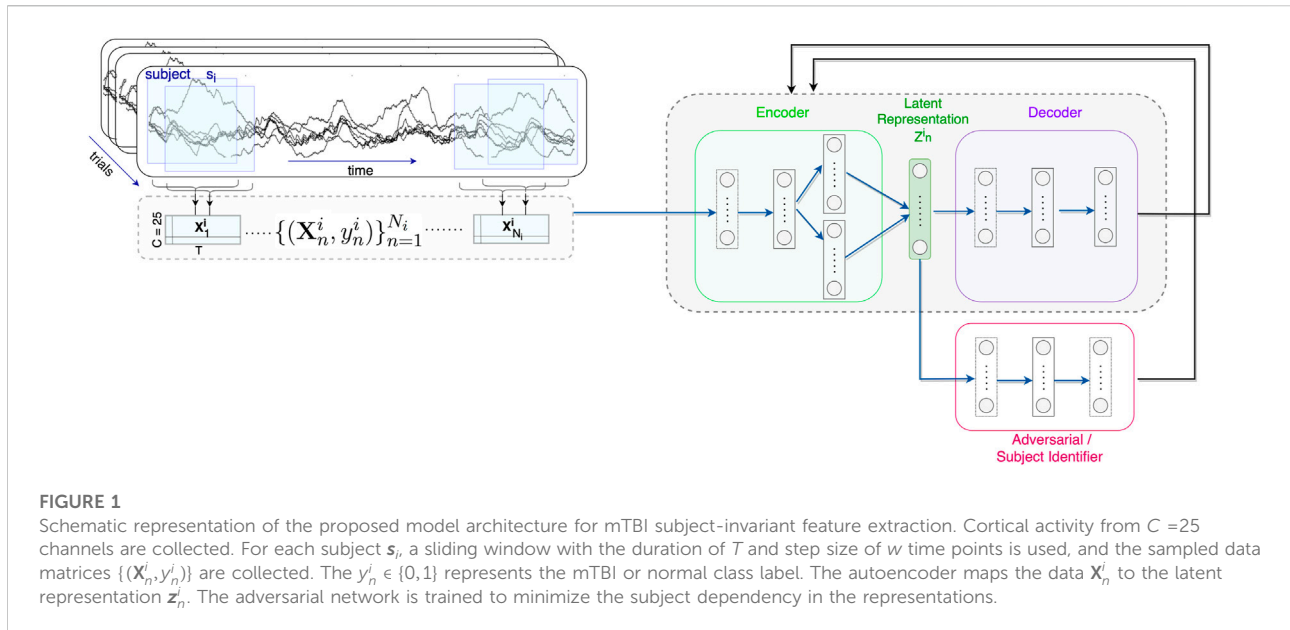 subject s_i
trials
time
C = 25
X^i_1
T
..... {(X^i_n, y^i_n)}^{N_i}_{n=1} ......
X^i_{N_i}
Encoder
Latent
Representation
Z^i_n
Decoder
Adversarial /
Subject Identifier
FIGURE 1
Schematic representation of the proposed model architecture for mTBI subject-invariant feature extraction. Cortical activity from C =25
channels are collected. For each subject s_i, a sliding window with the duration of T and step size of w time points is used, and the sampled data
matrices {(X^i_n, y^i_n)} are collected. The y^i_n ∈ {0, 1} represents the mTBI or normal class label. The autoencoder maps the data X^i_n to the latent
representation z^i_n. The adversarial network is trained to minimize the subject dependency in the representations.